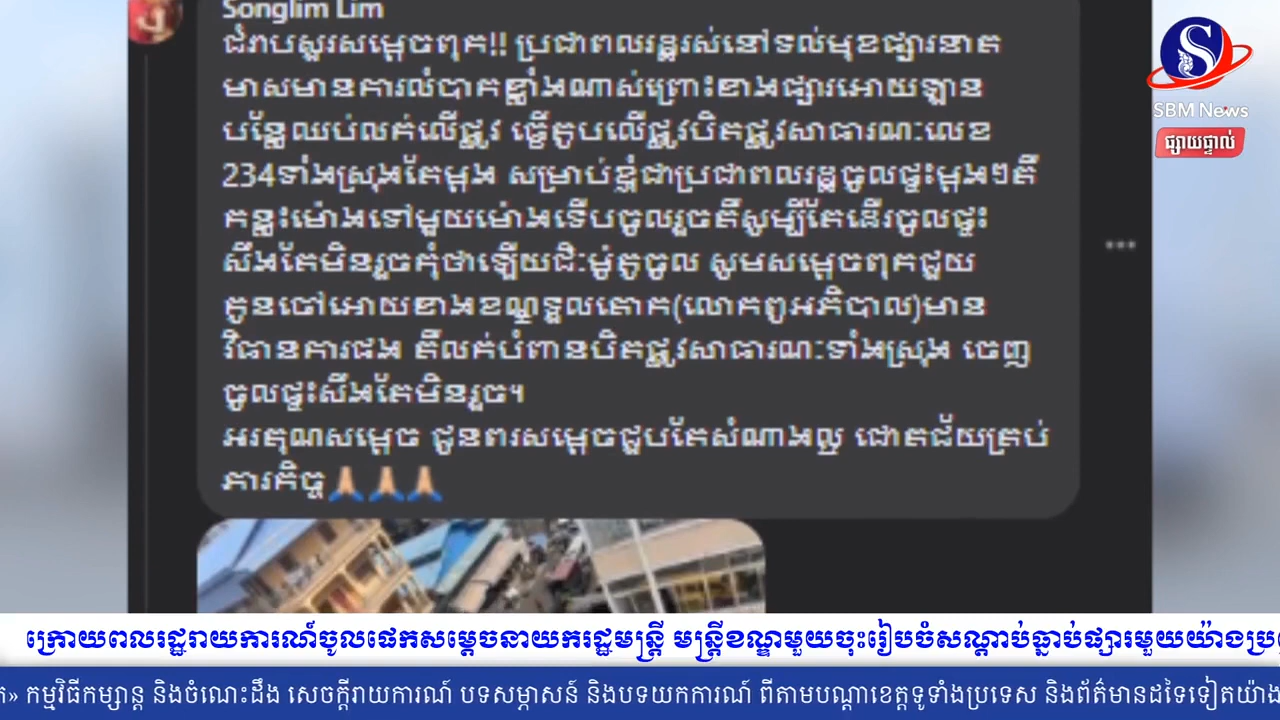 Songlim Lim
ជំរាបសួរសម្តេចពុក!! ប្រជាពលរដ្ឋរស់នៅទល់មុខផ្សារនាគ
មាសមានការលំបាកខ្លាំងណាស់ព្រោះខាងផ្សារអោយឡាន
បន្លែឈប់លក់លើផ្លូវ ធ្វើតូបលើផ្លូវបិតផ្លូវសាធារណៈលេខ
234ទាំងស្រុងតែម្តង សម្រាប់ខ្ញុំជាប្រជាពលរដ្ឋចូលផ្ទះម្តងៗគឺ
កន្លះម៉ោងទៅមួយម៉ោងទើបចូលរួចគឺសូម្បីតែដើរចូលផ្ទះ
សឹងតែមិនរួចកុំថាឡើយជិះម៉ូតូចូល សូមសម្តេចពុកជួយ
កូនចៅអោយខាងខណ្ឌទួលគោក(លោកពូអភិបាល)មាន
វិធានការផង គឺលក់បំពានបិតផ្លូវសាធារណៈទាំងស្រុង ចេញ
ចូលផ្ទះសឹងតែមិនរួច។
អរគុណសម្តេច ជូនពរសម្តេចជួបតែសំណាងល្អ ជោគជ័យគ្រប់
ភារកិច្ច🙏🙏🙏
SBM News
ផ្សាយផ្ទាល់
ក្រោយពលរដ្ឋរាយការណ៍ចូលផេកសម្តេចនាយករដ្ឋមន្ត្រី មន្ត្រីខណ្ឌមួយចុះរៀបចំសណ្តាប់ធ្នាប់ផ្សារមួយយ៉ាង
កម្មវិធីកម្សាន្ត និងចំណេះដឹង សេចក្តីរាយការណ៍ បទសម្ភាសន៍ និងបទយកការណ៍ ពីតាមបណ្តាខេត្តទូទាំងប្រទេស និងព័ត៌មានដទៃទៀតយ៉ាង